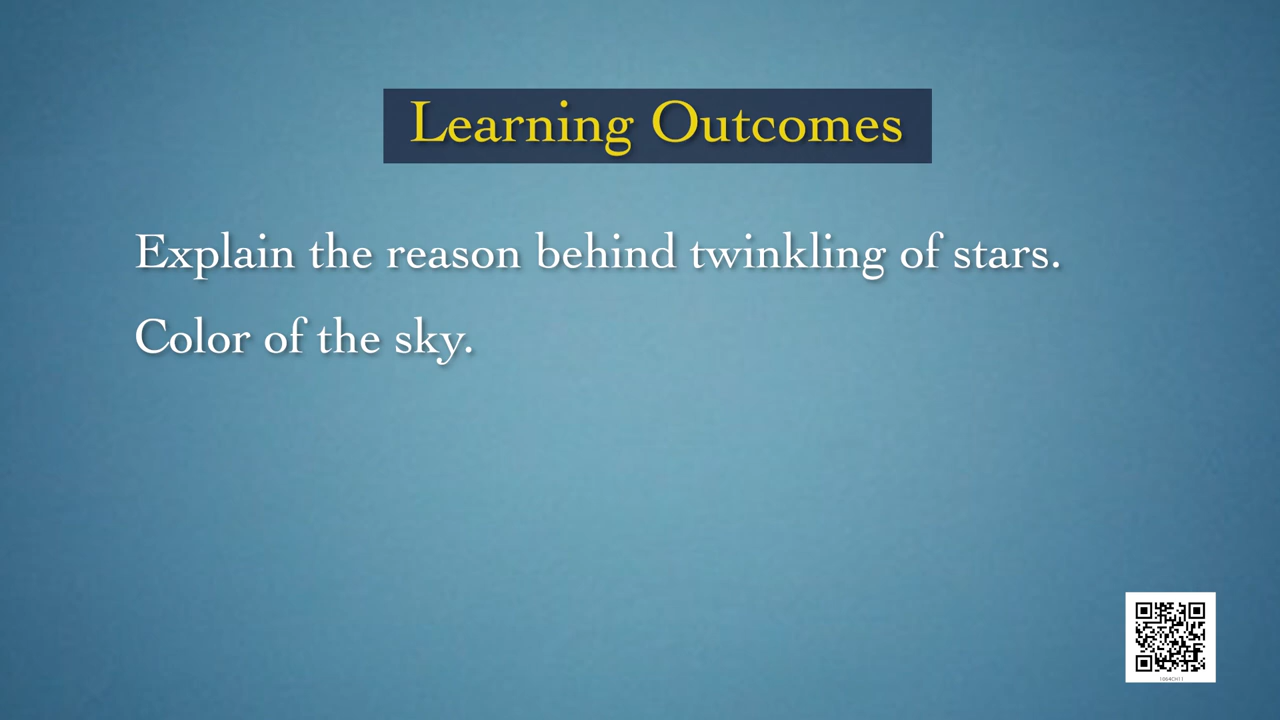 Learning Outcomes
Explain the reason behind twinkling of stars.
Color of the sky.